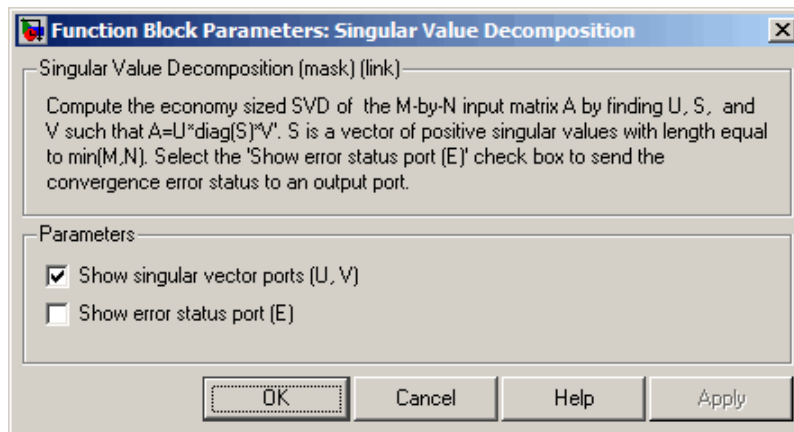 Function Block Parameters: Singular Value Decomposition
Singular Value Decomposition (mask) (link)
Compute the economy sized SVD of the M-by-N input matrix A by finding U, S, and
V such that A=U*diag(S)*V'. S is a vector of positive singular values with length equal
to min(M,N). Select the 'Show error status port (E)' check box to send the
convergence error status to an output port.
Parameters
Show singular vector ports (U, V)
Show error status port (E)
OK Cancel Help Apply